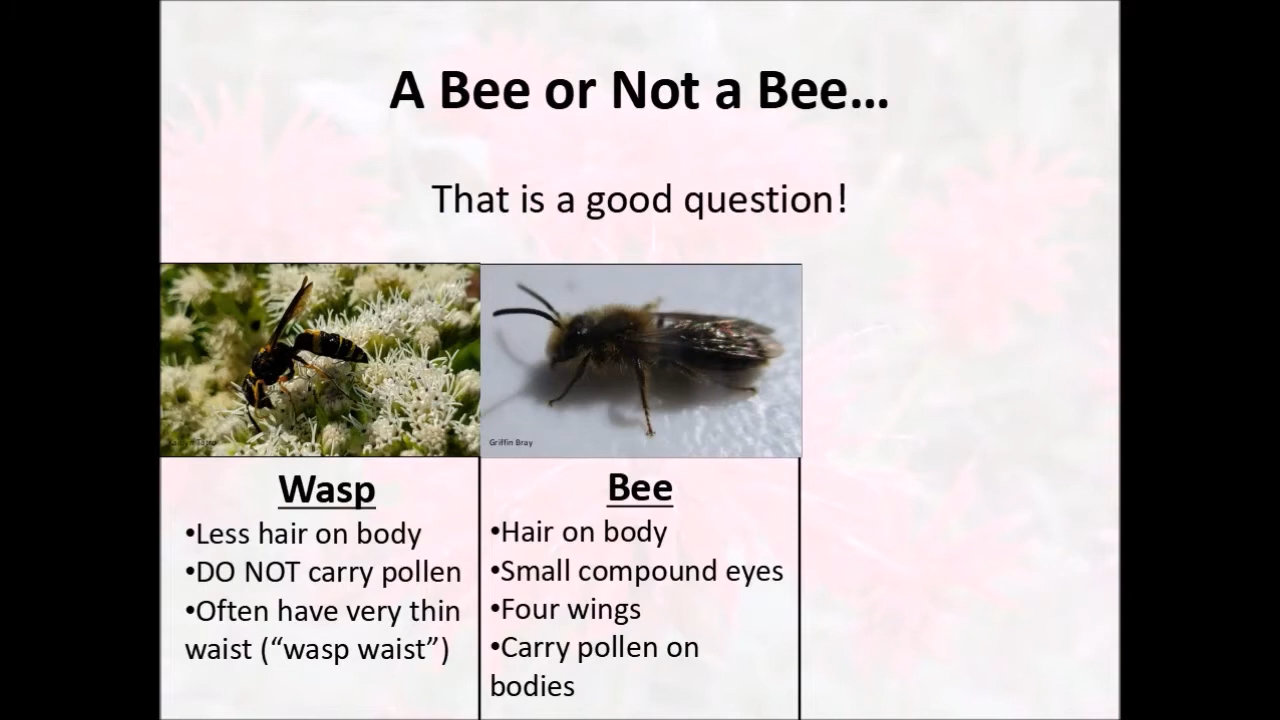 A Bee or Not a Bee…
That is a good question!
Griffin Bray
Wasp
•Less hair on body
•DO NOT carry pollen
•Often have very thin
waist (“wasp waist”)
Bee
•Hair on body
•Small compound eyes
•Four wings
•Carry pollen on
bodies